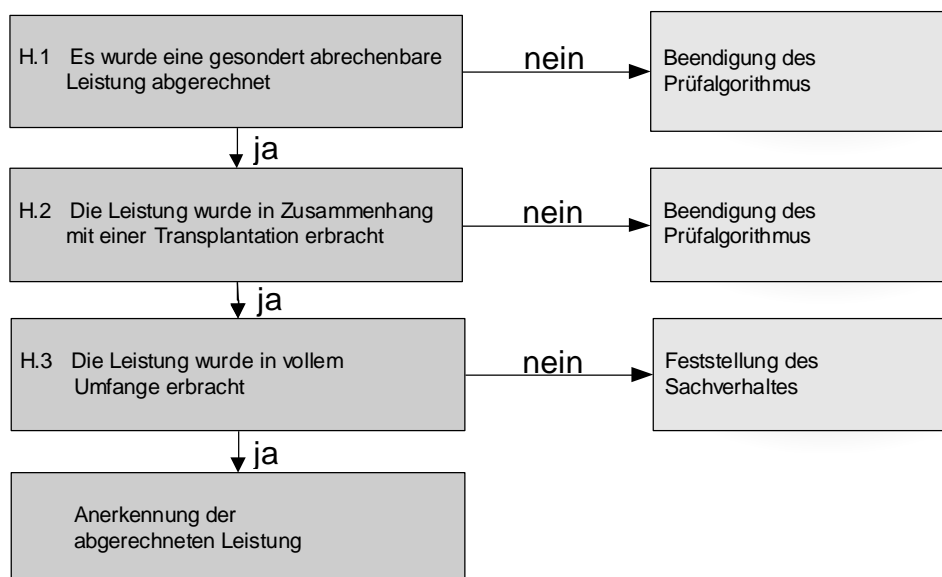 H.1 Es wurde eine gesondert abrechenbare
Leistung abgerechnet
nein
Beendigung des
Prüfalgorithmus
ja
H.2 Die Leistung wurde in Zusammenhang
mit einer Transplantation erbracht
nein
Beendigung des
Prüfalgorithmus
ja
H.3 Die Leistung wurde in vollem
Umfange erbracht
nein
Feststellung des
Sachverhaltes
ja
Anerkennung der
abgerechneten Leistung